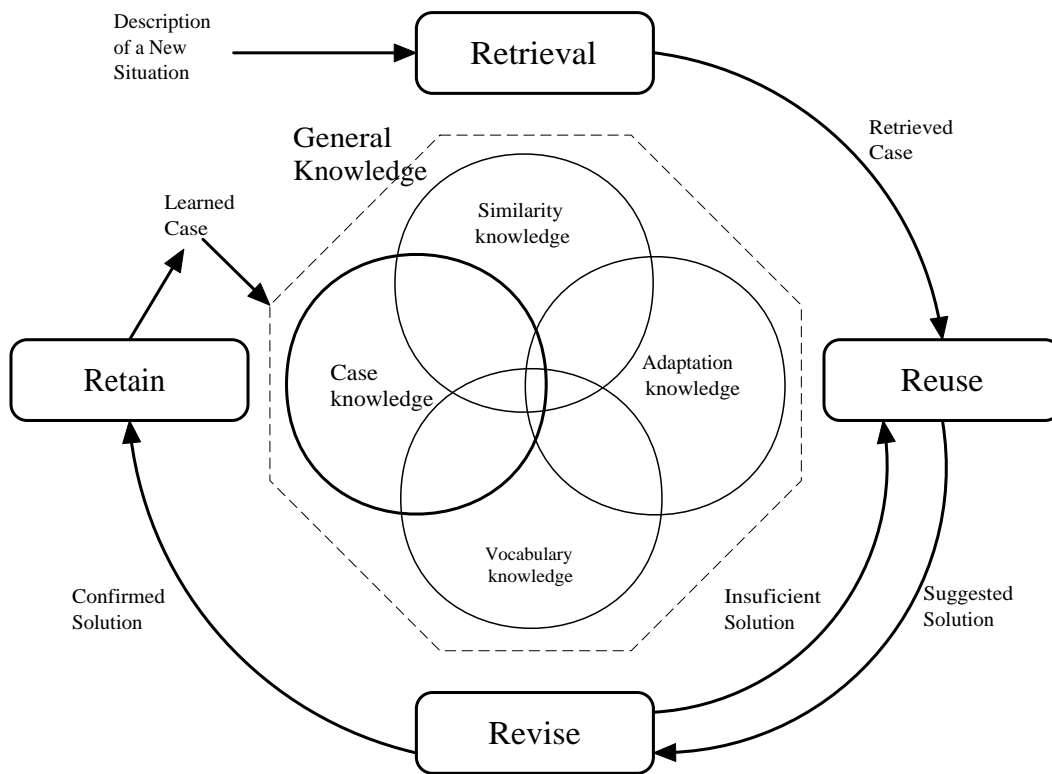 Description
of a New
Situation
Retrieval
General
Knowledge
Retrieved
Case
Learned
Case
Similarity
knowledge
Retain
Case
knowledge
Adaptation
knowledge
Reuse
Vocabulary
knowledge
Confirmed
Solution
Insuficient
Solution
Suggested
Solution
Revise